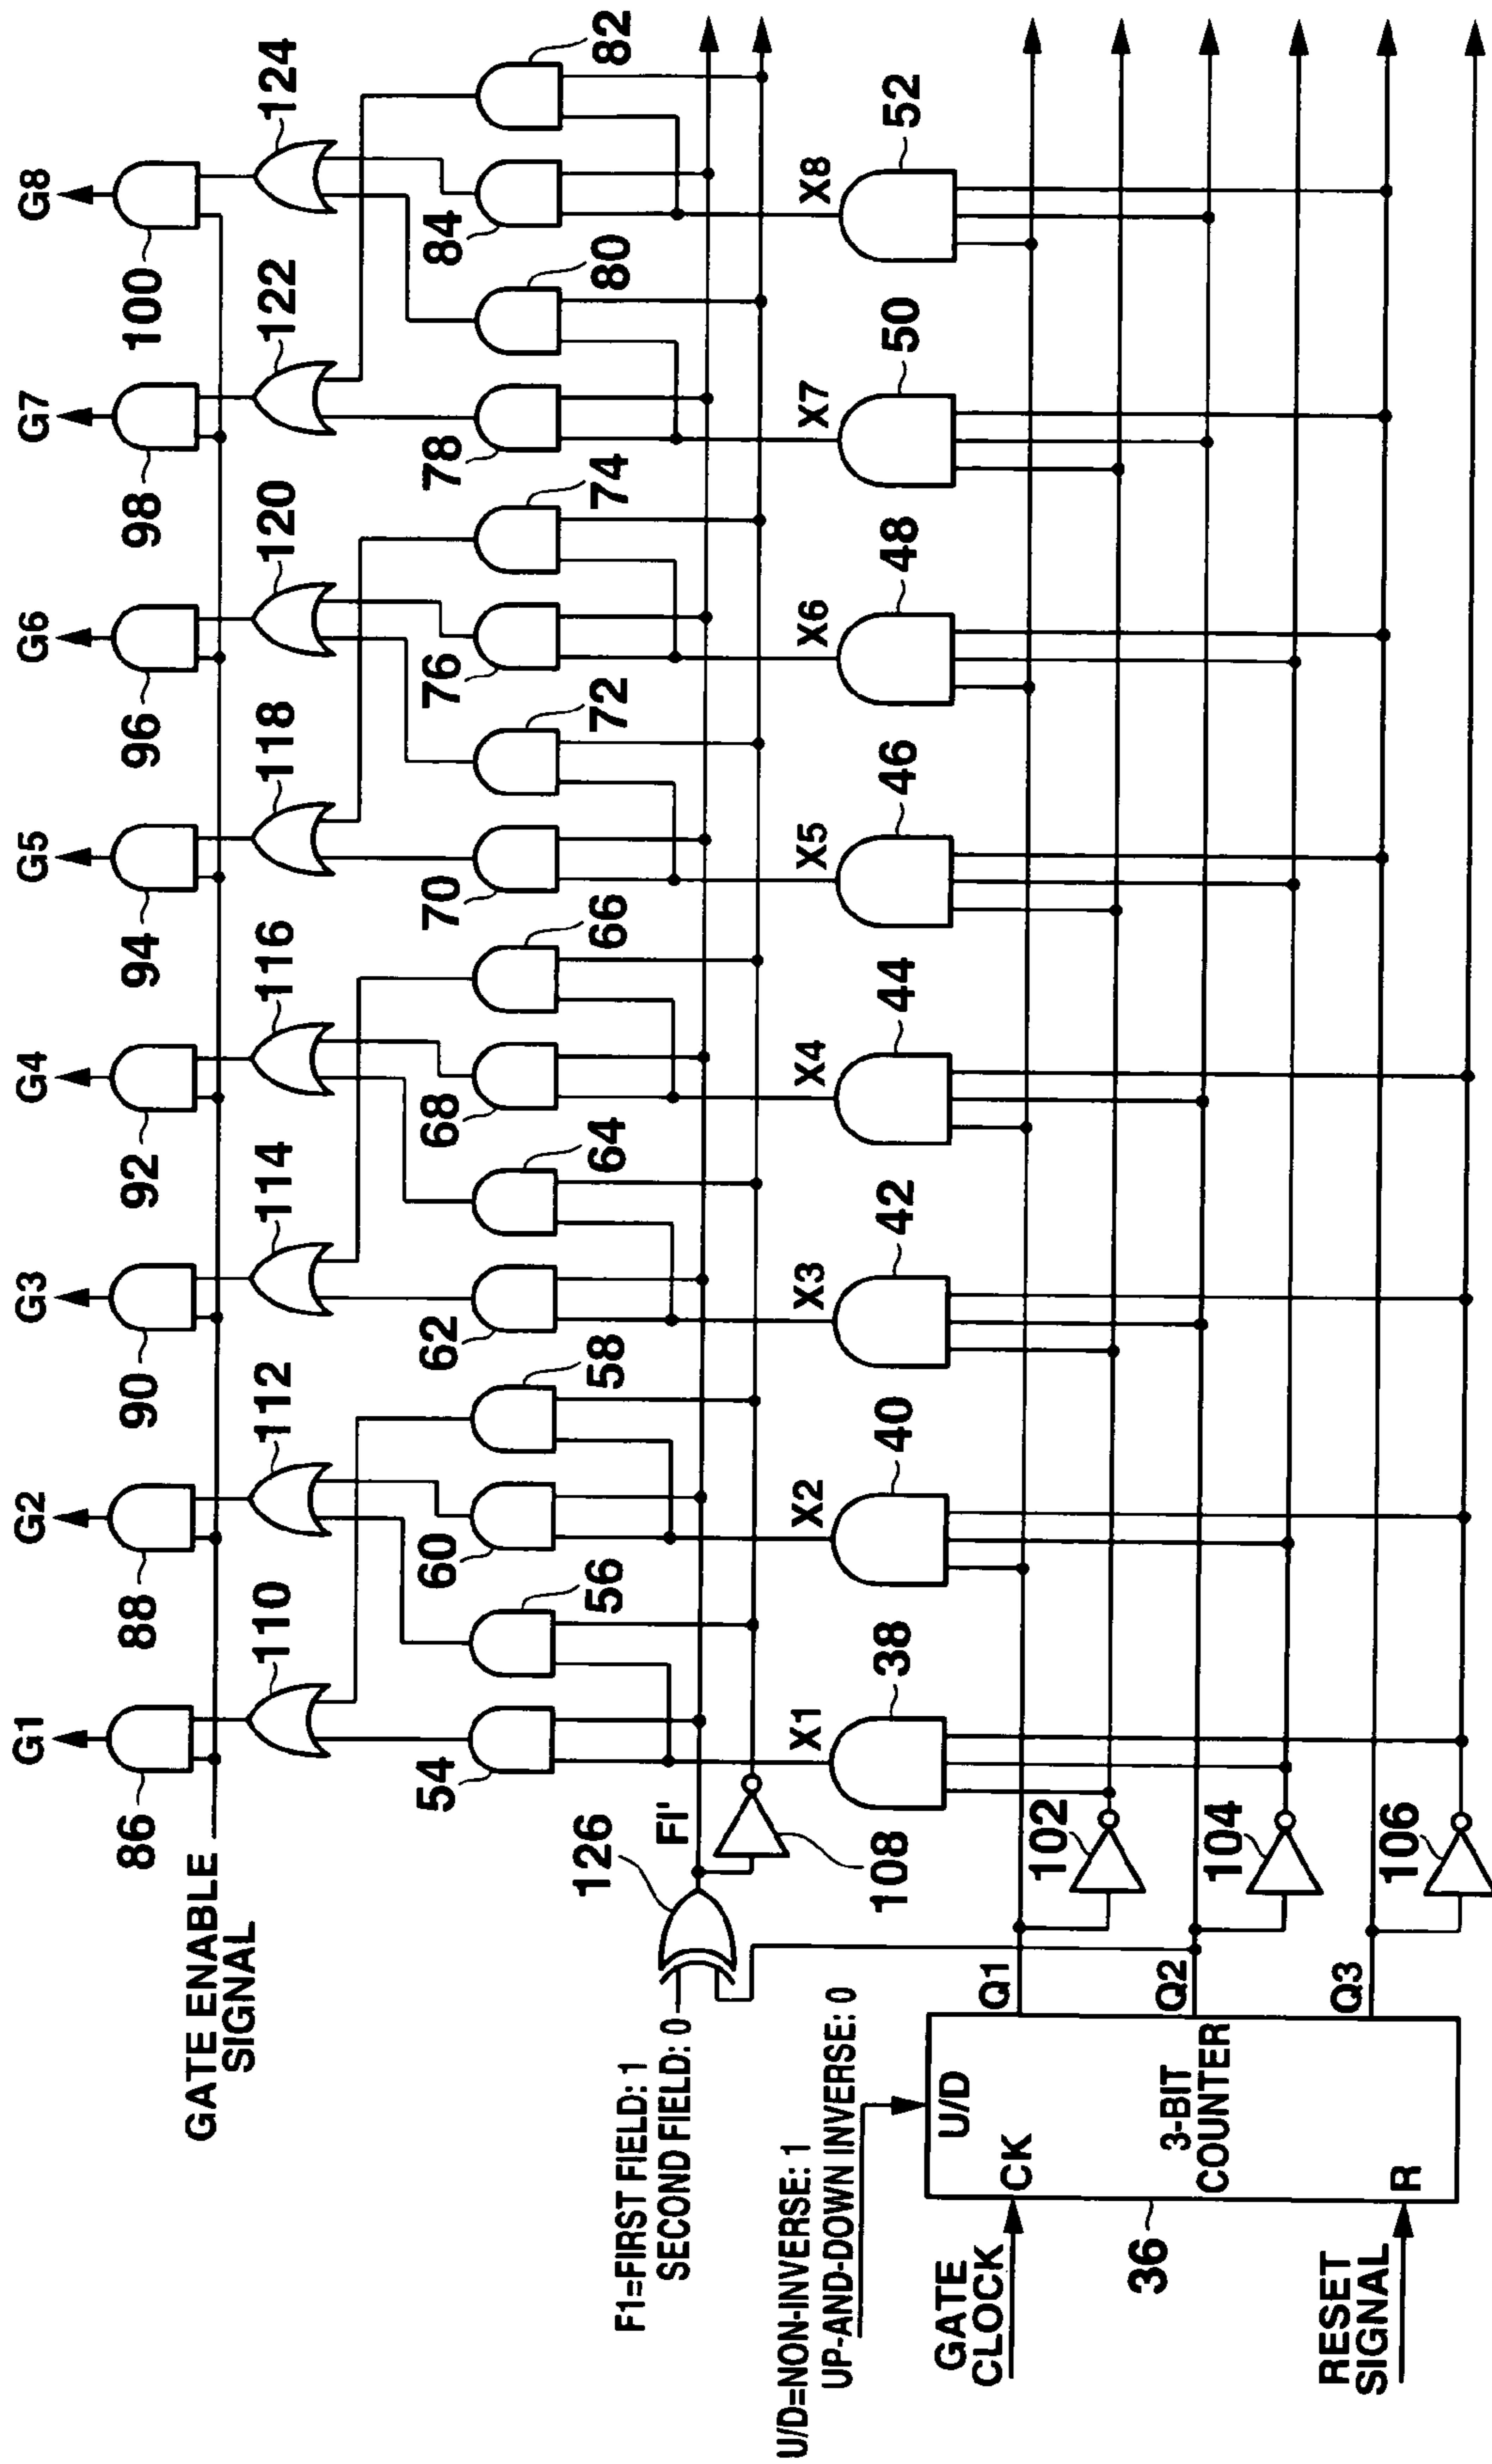 G1
G2
G3
G4
G5
G6
G7
G8
86
88
90
92
94
96
98
100
GATE ENABLE
SIGNAL
110
112
114
116
118
120
122
124
54
60
62
68
70
76
78
84
56
58
64
66
72
74
80
82
126
FI'
108
F1=FIRST FIELD: 1
SECOND FIELD: 0
X1
X2
X3
X4
X5
X6
X7
X8
38
40
42
44
46
48
50
52
U/D=NON-INVERSE: 1
UP-AND-DOWN INVERSE: 0
GATE
CLOCK
CK
U/D
Q1
102
36
3-BIT
COUNTER
Q2
104
RESET
SIGNAL
R
Q3
106